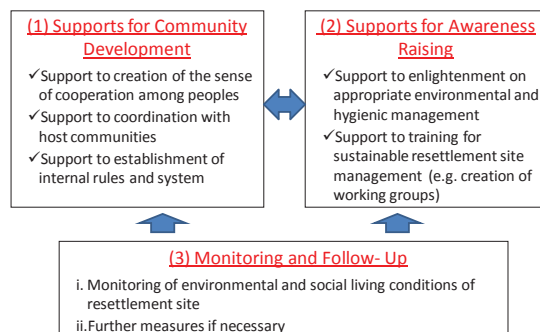 (1) Supports for Community
Development
✓Support to creation of the sense
of cooperation among peoples
✓Support to coordination with
host communities
✓Support to establishment of
internal rules and system
(2) Supports for Awareness
Raising
✓Support to enlightenment on
appropriate environmental and
hygienic management
✓Support to training for
sustainable resettlement site
management (e.g. creation of
working groups)
(3) Monitoring and Follow- Up
i. Monitoring of environmental and social living conditions of
resettlement site
ii.Further measures if necessary